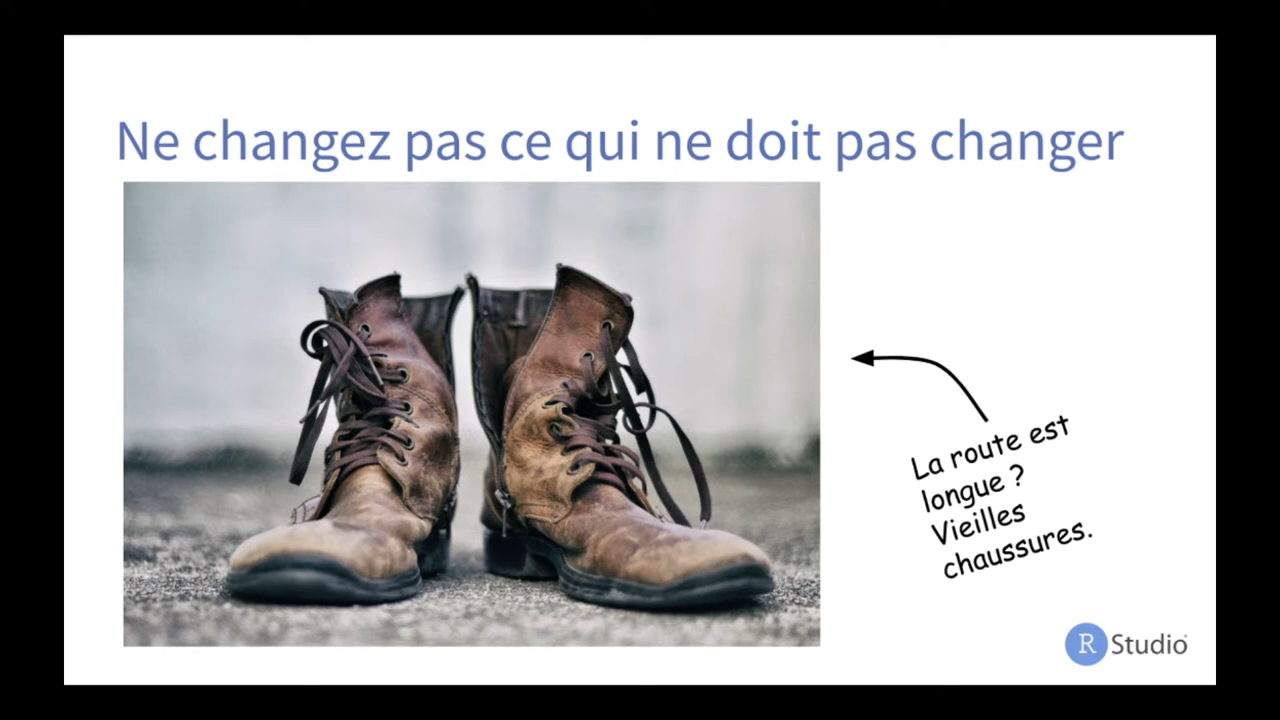 Ne changez pas ce qui ne doit pas changer
La route est
longue ?
Vieilles
chaussures.
R Studio